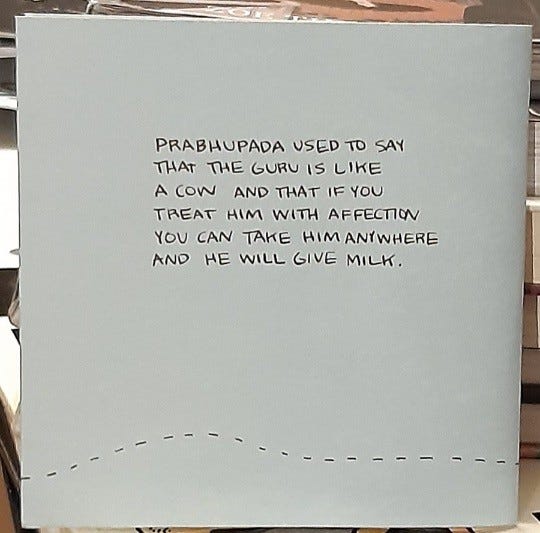 PRABHUPADA USED TO SAY
THAT THE GURU IS LIKE
A COW AND THAT IF YOU
TREAT HIM WITH AFFECTION
YOU CAN TAKE HIM ANYWHERE
AND HE WILL GIVE MILK.